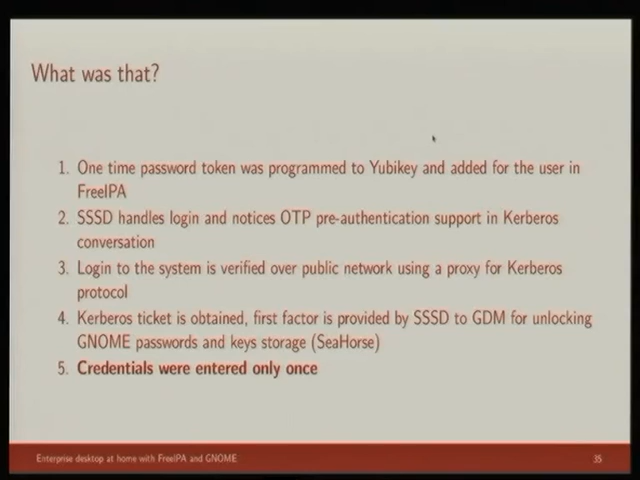 What was that?
1. One time password token was programmed to Yubikey and added for the user in
FreeIPA
2. SSSD handles login and notices OTP pre-authentication support in Kerberos
conversation
3. Login to the system is verified over public network using a proxy for Kerberos
protocol
4. Kerberos ticket is obtained, first factor is provided by SSSD to GDM for unlocking
GNOME passwords and keys storage (SeaHorse)
5. Credentials were entered only once
Enterprise desktop at home with FreeIPA and GNOME
35